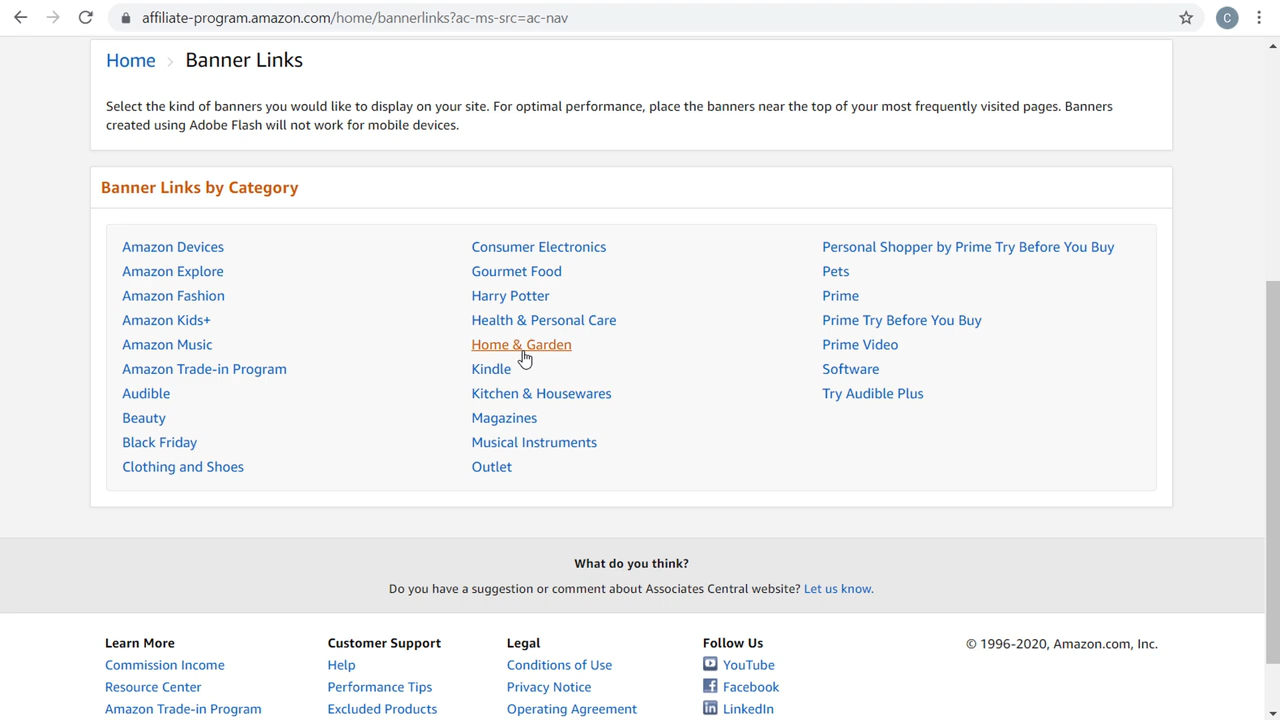 affiliate-program.amazon.com/home/bannerlinks?ac-ms-src=ac-nav
C
Home › Banner Links
Select the kind of banners you would like to display on your site. For optimal performance, place the banners near the top of your most frequently visited pages. Banners
created using Adobe Flash will not work for mobile devices.
Banner Links by Category
Amazon Devices
Amazon Explore
Amazon Fashion
Amazon Kids+
Amazon Music
Amazon Trade-in Program
Audible
Beauty
Black Friday
Clothing and Shoes
Consumer Electronics
Gourmet Food
Harry Potter
Health & Personal Care
Home & Garden
Kindle
Kitchen & Housewares
Magazines
Musical Instruments
Outlet
Personal Shopper by Prime Try Before You Buy
Pets
Prime
Prime Try Before You Buy
Prime Video
Software
Try Audible Plus
What do you think?
Do you have a suggestion or comment about Associates Central website? Let us know.
Learn More
Commission Income
Resource Center
Amazon Trade-in Program
Customer Support
Help
Performance Tips
Excluded Products
Legal
Conditions of Use
Privacy Notice
Operating Agreement
Follow Us
YouTube
Facebook
LinkedIn
© 1996-2020, Amazon.com, Inc.